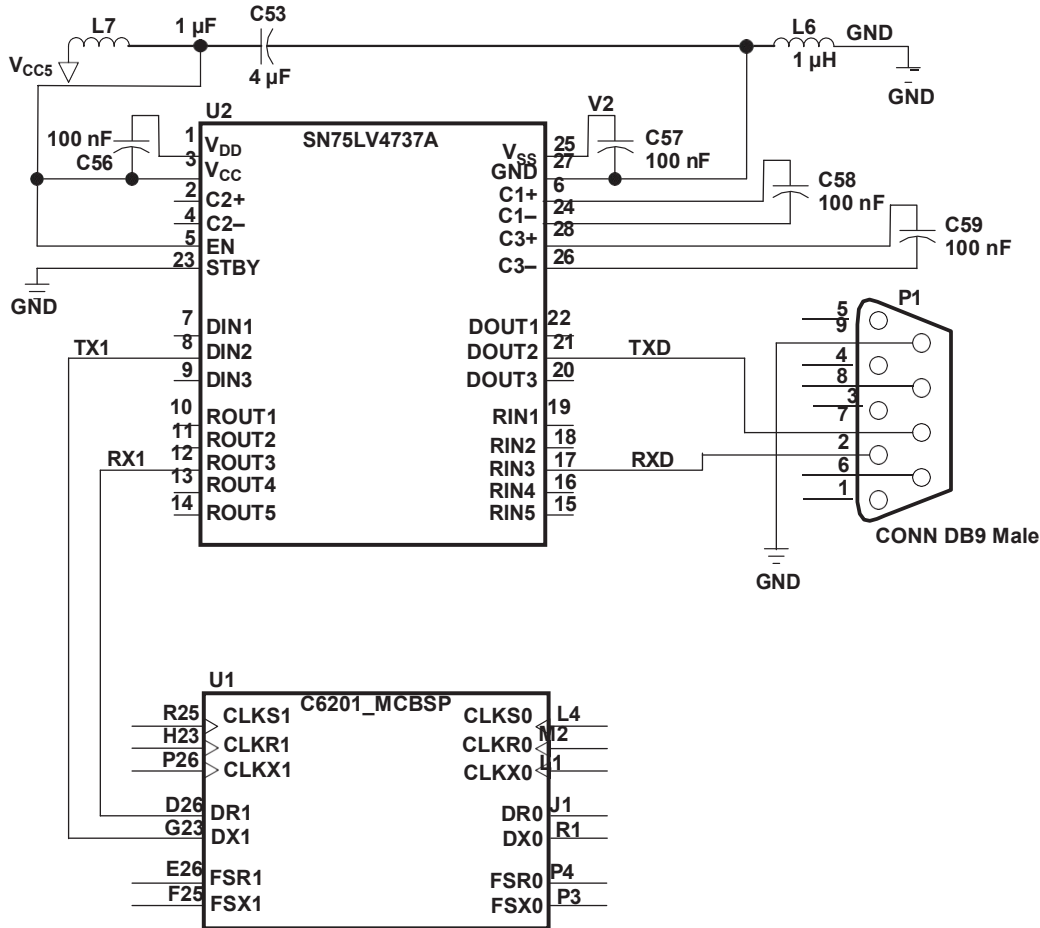 L7
1 µF
C53
4 µF
L6
1 µH
GND
GND
VCC5
U2
SN75LV4737A
100 nF
C56
1
VDD
3
VCC
2
C2+
4
C2–
5
EN
23
STBY
GND
7
DIN1
8
DIN2
9
DIN3
TX1
10
ROUT1
11
ROUT2
12
ROUT3
13
ROUT4
14
ROUT5
RX1
V2
C57
100 nF
VSS
25
GND
27
C1+
6
C1–
24
C3+
28
C3–
26
C58
100 nF
C59
100 nF
DOUT1
22
DOUT2
21
DOUT3
20
TXD
RIN1
19
RIN2
18
RIN3
17
RIN4
16
RIN5
15
RXD
P1
5
9
4
8
3
7
2
6
1
CONN DB9 Male
GND
U1
C6201_MCBSP
R25
CLKS1
H23
CLKR1
P26
CLKX1
D26
DR1
G23
DX1
E26
FSR1
F25
FSX1
CLKS0
L4
CLKR0
M2
CLKX0
L1
DR0
J1
DX0
R1
FSR0
P4
FSX0
P3